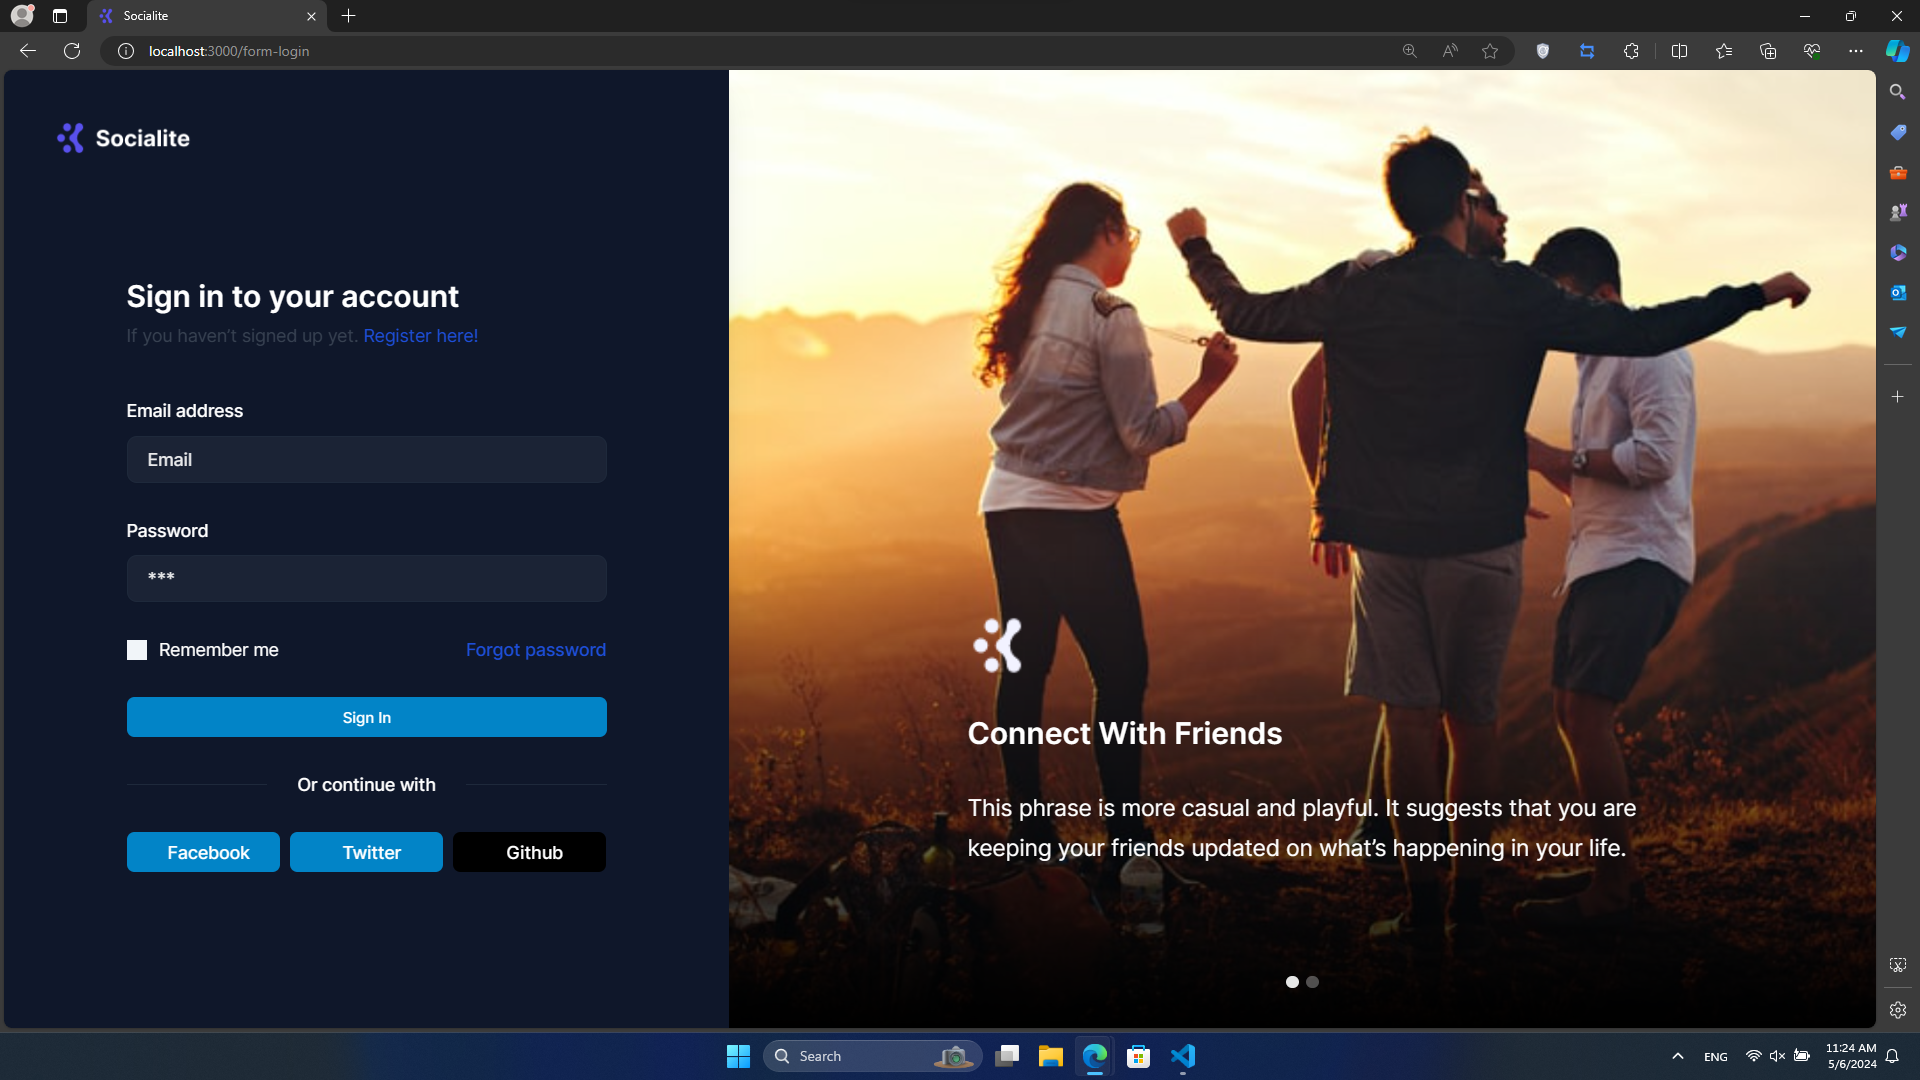 Socialite
localhost:3000/form-login
Socialite
Sign in to your account
If you haven't signed up yet. Register here!
Email address
Email
Password
***
Remember me
Forgot password
Sign In
Or continue with
Facebook
Twitter
Github
Connect With Friends
This phrase is more casual and playful. It suggests that you are
keeping your friends updated on what's happening in your life.
Search
ENG
11:24 AM
5/6/2024